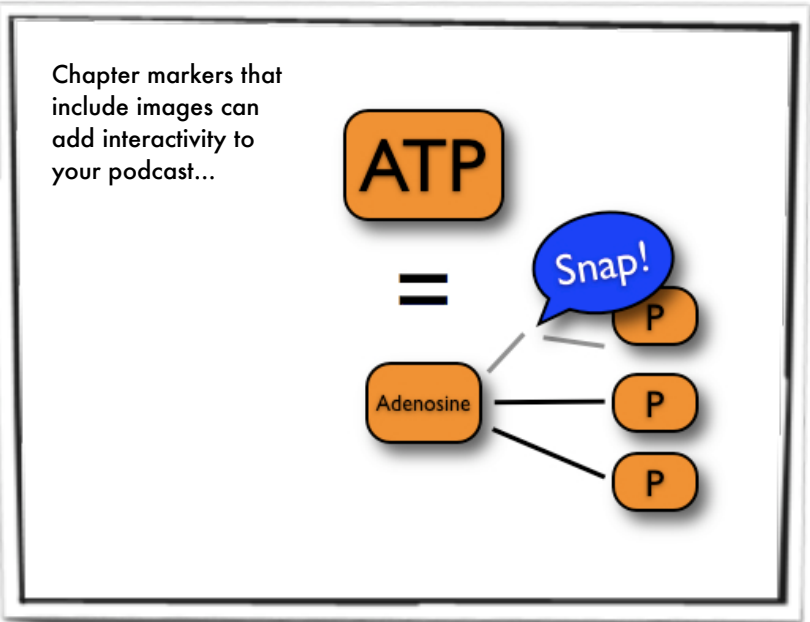 Chapter markers that
include images can
add interactivity to
your podcast...
ATP
=
Snap!
P
Adenosine
P
P